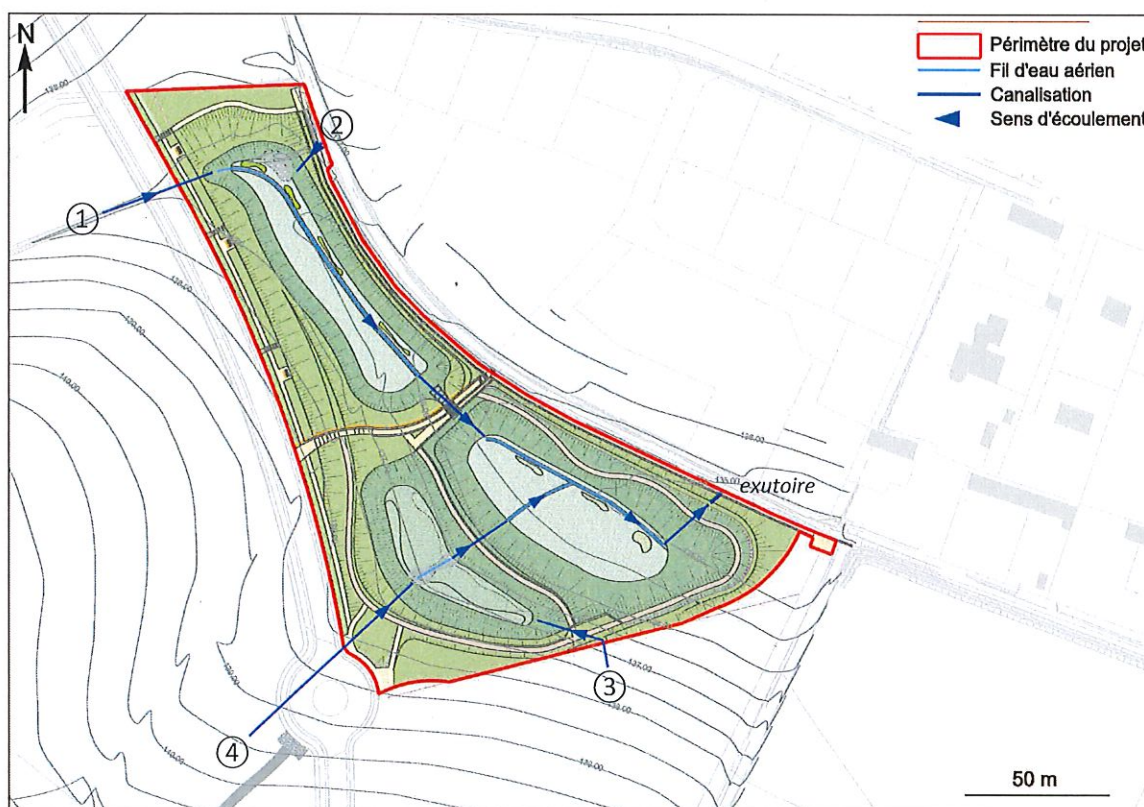 N
Périmètre du projet
Fil d'eau aérien
Canalisation
Sens d'écoulement
②
①
exutoire
③
④
50 m